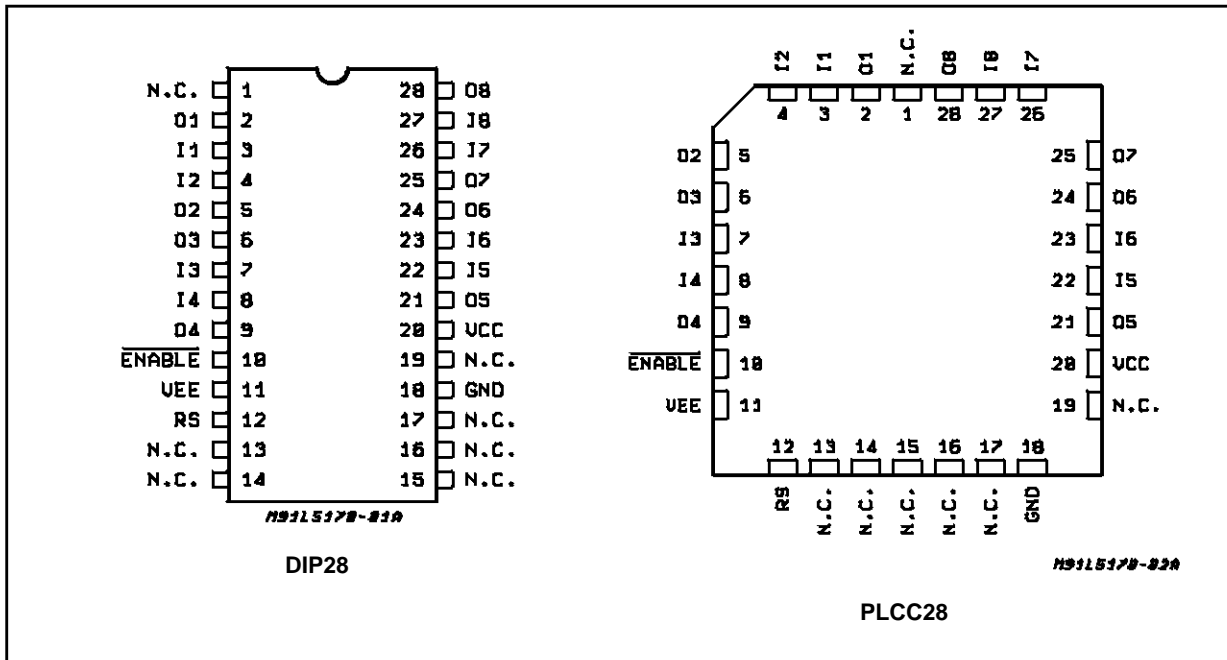 N.C. 1 28 O8
O1 2 27 I8
I1 3 26 I7
I2 4 25 O7
O2 5 24 O6
O3 6 23 I6
I3 7 22 I5
I4 8 21 O5
O4 9 20 VCC
ENABLE 10 19 N.C.
VEE 11 18 GND
RS 12 17 N.C.
N.C. 13 16 N.C.
N.C. 14 15 N.C.
M91L5170-01A
DIP28
I2 I1 O1 N.C. O8 I8 I7
4 3 2 1 28 27 26
O2 5 25 O7
O3 6 24 O6
I3 7 23 I6
I4 8 22 I5
O4 9 21 O5
ENABLE 10 20 VCC
VEE 11 19 N.C.
12 13 14 15 16 17 18
RS N.C. N.C. N.C. N.C. N.C. GND
M91L5170-02A
PLCC28